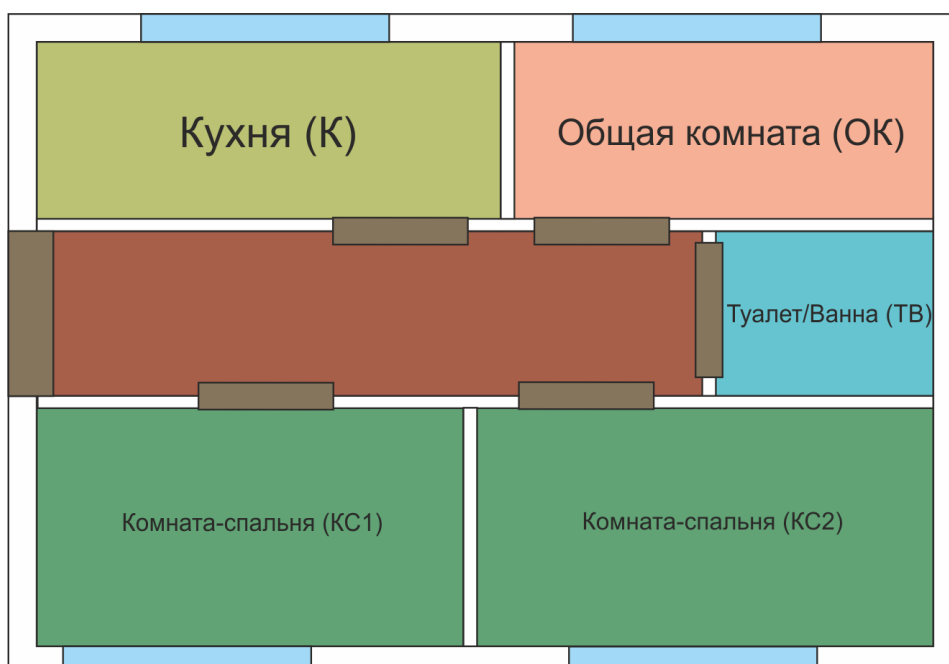 Кухня (К)
Общая комната (ОК)
Туалет/Ванна (ТВ)
Комната-спальня (КС1)
Комната-спальня (КС2)